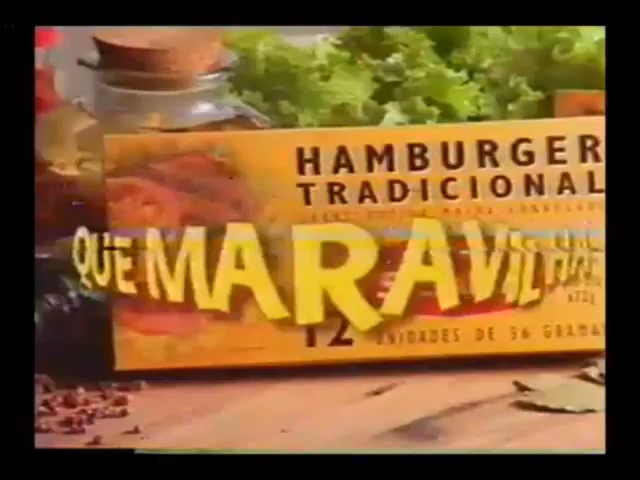 HAMBURGER
TRADICIONAL
QUE MARAVILHA
12 UNIDADES DE 56 GRAMAS